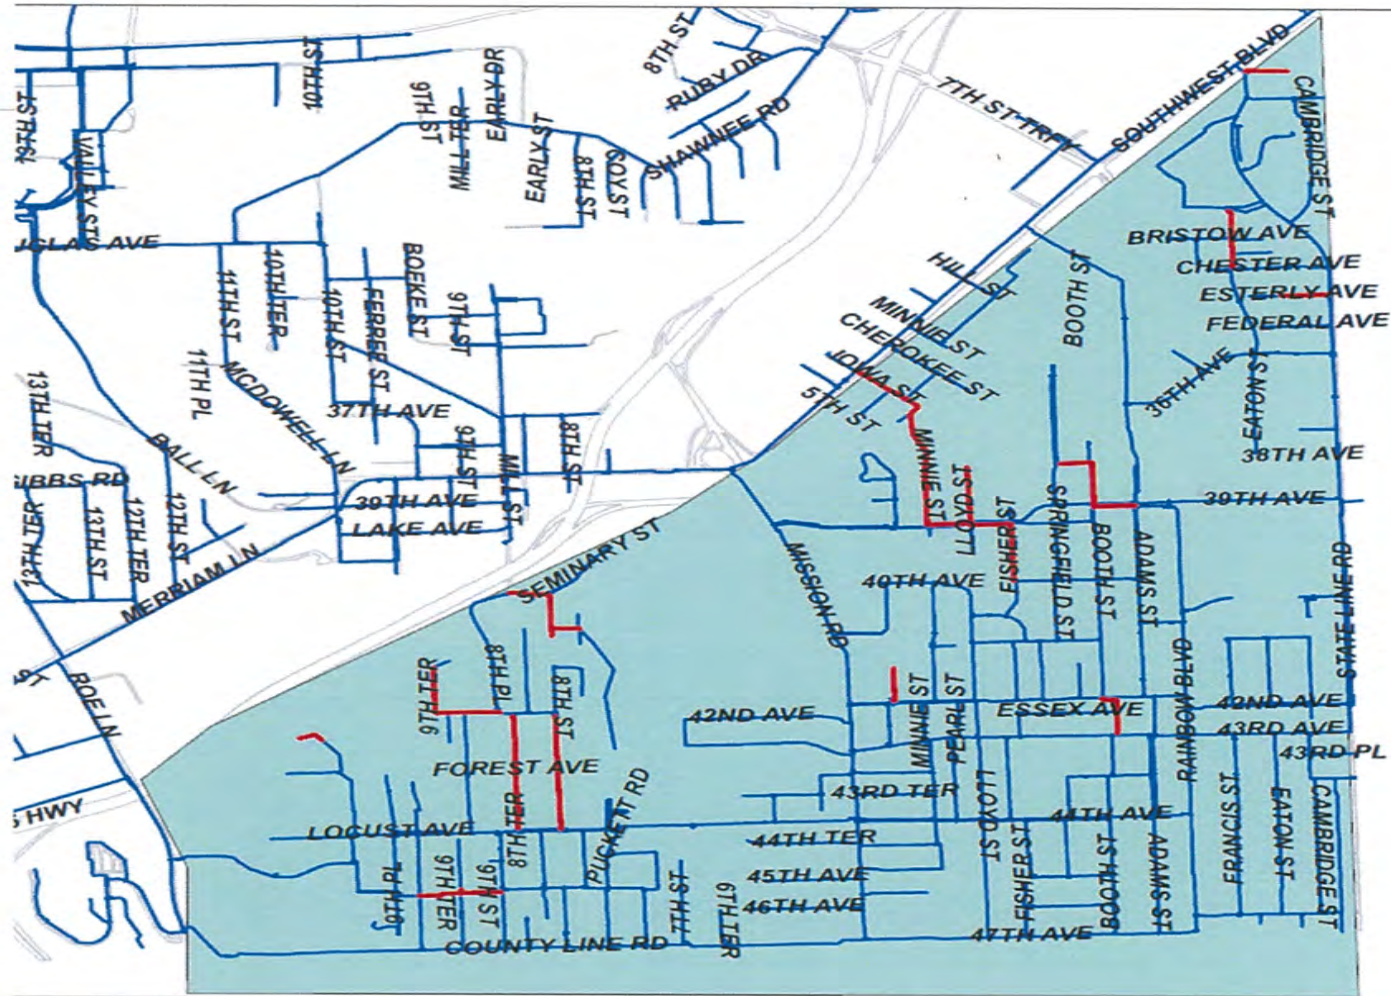 8TH ST
RUBY DR
SHAWNEE RD
10TH ST
9TH ST
MILL TER
EARLY DR
EARLY ST
8TH ST
7TH ST TRFY
SOUTHWEST BLVD
CAMBRIDGE ST
VALLEY ST
BRISTOW AVE
CHESTER AVE
ESTERLY AVE
FEDERAL AVE
11TH ST
10TH TER
10TH ST
FERREE ST
BOEKE ST
9TH ST
HILL ST
MINNIE ST
CHEROKEE ST
IOWA ST
5TH ST
BOOTH ST
36TH AVE
EATON ST
38TH AVE
11TH PL
MCDOWELL LN
37TH AVE
13TH TER
BALL LN
9TH ST
MILL ST
8TH ST
39TH AVE
LAKE AVE
13TH TER
13TH ST
12TH TER
12TH ST
MERRIAM LN
MINNIE ST
LLOYD ST
FISHER ST
SPRINGFIELD ST
BOOTH ST
ADAMS ST
39TH AVE
STATE LINE RD
SEMINARY ST
MISSION RD
40TH AVE
ROE LN
9TH TER
8TH PL
8TH ST
42ND AVE
MINNIE ST
PEARL ST
ESSEX AVE
RAINBOW BLVD
42ND AVE
43RD AVE
43RD PL
FOREST AVE
43RD TER
HWY
LOCUST AVE
8TH TER
PUCKETT RD
44TH TER
LLOYD ST
44TH AVE
FRANCIS ST
EATON ST
CAMBRIDGE ST
10TH PL
9TH TER
9TH ST
7TH ST
6TH TER
45TH AVE
46TH AVE
FISHER ST
BOOTH ST
ADAMS ST
COUNTY LINE RD
47TH AVE